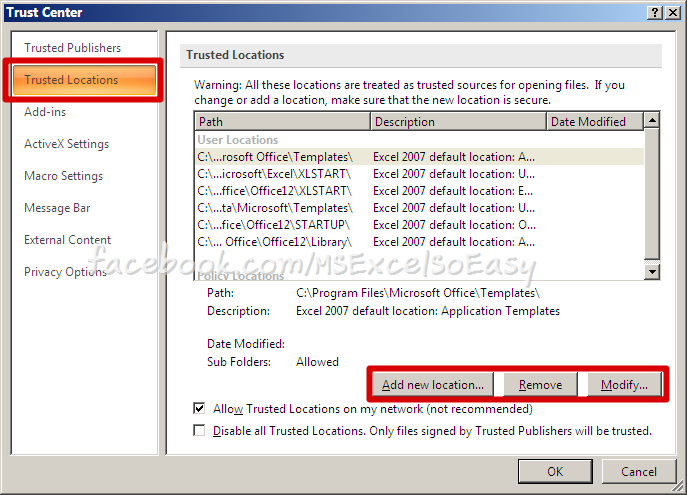 Trust Center
Trusted Publishers
Trusted Locations
Add-ins
ActiveX Settings
Macro Settings
Message Bar
External Content
Privacy Options
Trusted Locations
Warning: All these locations are treated as trusted sources for opening files. If you
change or add a location, make sure that the new location is secure.
Path Description Date Modified
User Locations
C:\...rosoft Office\Templates\ Excel 2007 default location: A...
C:\...icrosoft\Excel\XLSTART\ Excel 2007 default location: U...
C:\...ffice\Office12\XLSTART\ Excel 2007 default location: E...
C:\...ta\Microsoft\Templates\ Excel 2007 default location: U...
C:\...fice\Office12\STARTUP\ Excel 2007 default location: O...
C:\... Office\Office12\Library\ Excel 2007 default location: A...
facebook.com/MSExcelSoEasy
Policy Locations
Path: C:\Program Files\Microsoft Office\Templates\
Description: Excel 2007 default location: Application Templates
Date Modified:
Sub Folders: Allowed
Add new location... Remove Modify...
Allow Trusted Locations on my network (not recommended)
Disable all Trusted Locations. Only files signed by Trusted Publishers will be trusted.
OK Cancel